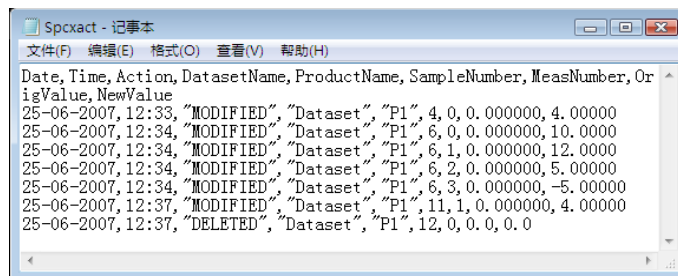 Spcxact - 记事本
文件(F) 编辑(E) 格式(O) 查看(V) 帮助(H)
Date,Time,Action,DatasetName,ProductName,SampleNumber,MeasNumber,Or
igValue,NewValue
25-06-2007,12:33,"MODIFIED","Dataset","P1",4,0,0.000000,4.00000
25-06-2007,12:34,"MODIFIED","Dataset","P1",6,0,0.000000,10.0000
25-06-2007,12:34,"MODIFIED","Dataset","P1",6,1,0.000000,12.0000
25-06-2007,12:34,"MODIFIED","Dataset","P1",6,2,0.000000,5.00000
25-06-2007,12:34,"MODIFIED","Dataset","P1",6,3,0.000000,-5.00000
25-06-2007,12:37,"MODIFIED","Dataset","P1",11,1,0.000000,4.00000
25-06-2007,12:37,"DELETED","Dataset","P1",12,0,0.0,0.0